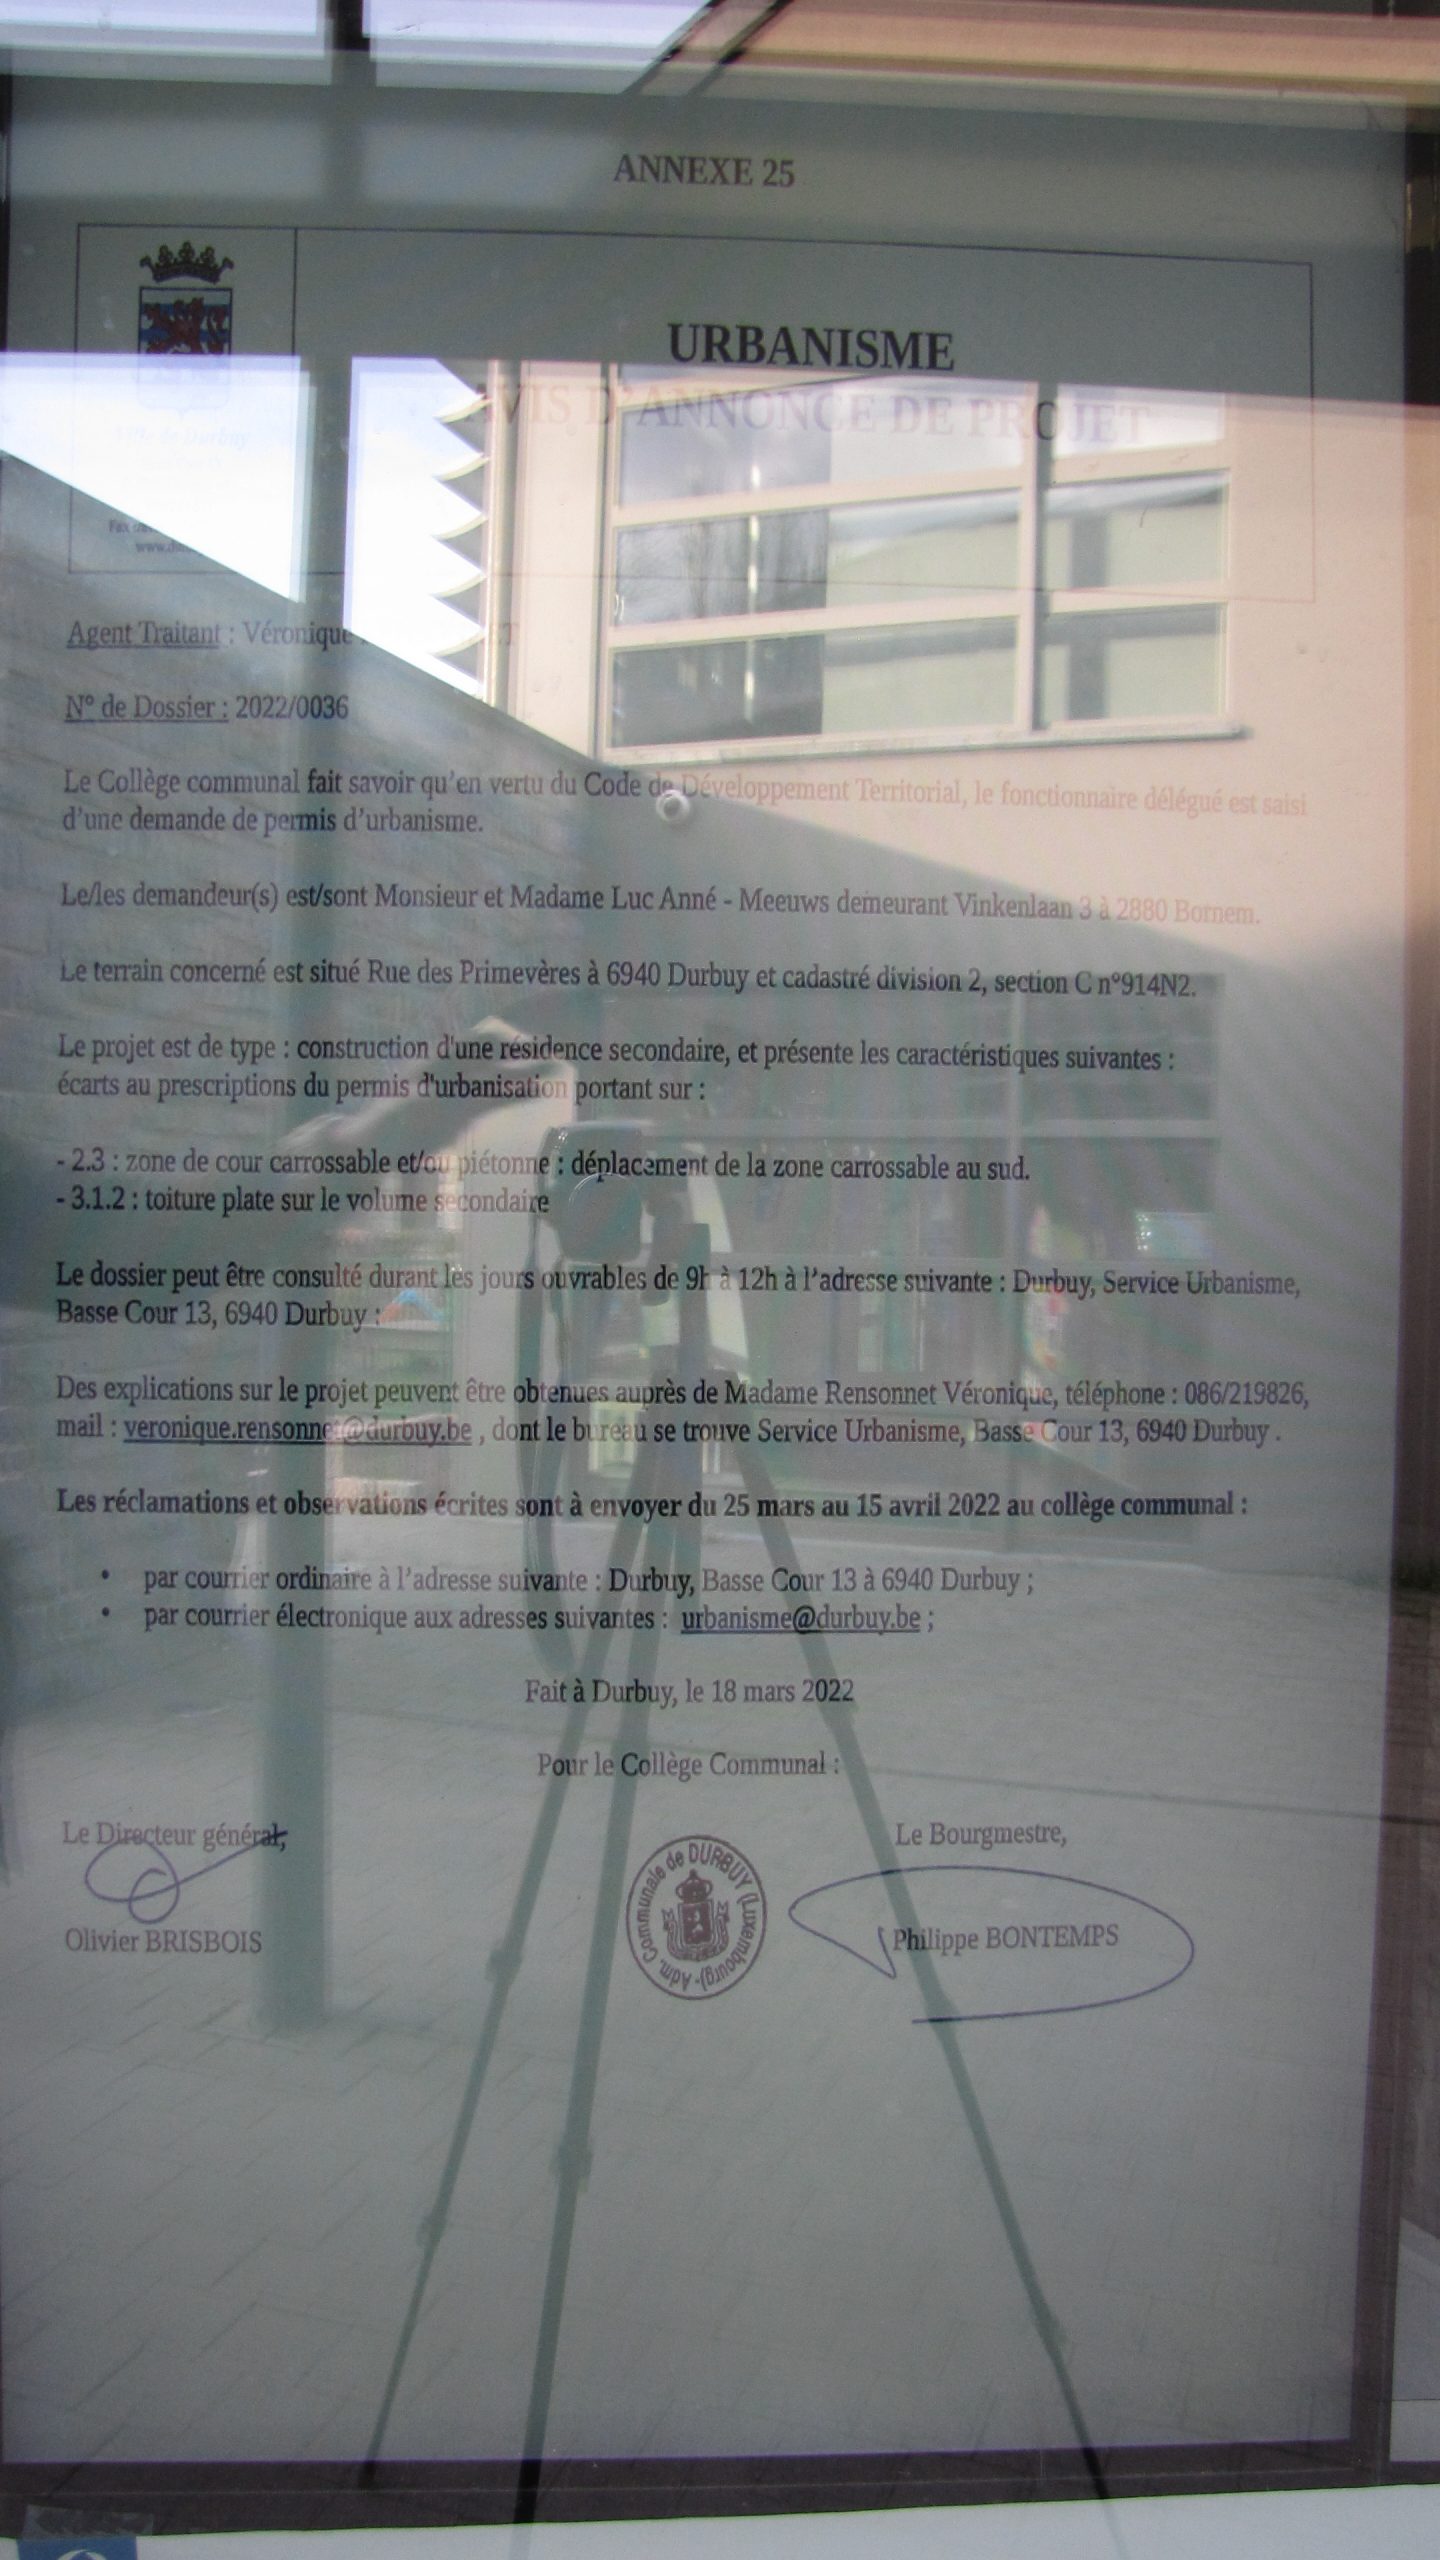 ANNEXE 25
URBANISME
AVIS D'ANNONCE DE PROJET
Ville de Durbuy
Fax
Agent Traitant : Véronique
N° de Dossier : 2022/0036
Le Collège communal fait savoir qu'en vertu du Code de Développement Territorial, le fonctionnaire délégué est saisi
d'une demande de permis d'urbanisme.
Le/les demandeur(s) est/sont Monsieur et Madame Luc Anné - Meeuws demeurant Vinkenlaan 3 à 2880 Bornem.
Le terrain concerné est situé Rue des Primevères à 6940 Durbuy et cadastré division 2, section C n°914N2.
Le projet est de type : construction d'une résidence secondaire, et présente les caractéristiques suivantes :
écarts au prescriptions du permis d'urbanisation portant sur :
- 2.3 : zone de cour carrossable et/ou piétonne : déplacement de la zone carrossable au sud.
- 3.1.2 : toiture plate sur le volume secondaire
Le dossier peut être consulté durant les jours ouvrables de 9h à 12h à l'adresse suivante : Durbuy, Service Urbanisme,
Basse Cour 13, 6940 Durbuy :
Des explications sur le projet peuvent être obtenues auprès de Madame Rensonnet Véronique, téléphone : 086/219826,
mail : veronique.rensonnet@durbuy.be , dont le bureau se trouve Service Urbanisme, Basse Cour 13, 6940 Durbuy .
Les réclamations et observations écrites sont à envoyer du 25 mars au 15 avril 2022 au collège communal :
• par courrier ordinaire à l'adresse suivante : Durbuy, Basse Cour 13 à 6940 Durbuy ;
• par courrier électronique aux adresses suivantes : urbanisme@durbuy.be ;
Fait à Durbuy, le 18 mars 2022
Pour le Collège Communal :
Le Directeur général,
Le Bourgmestre,
Adm. Communale de DURBUY (Luxembourg)-
Olivier BRISBOIS
Philippe BONTEMPS